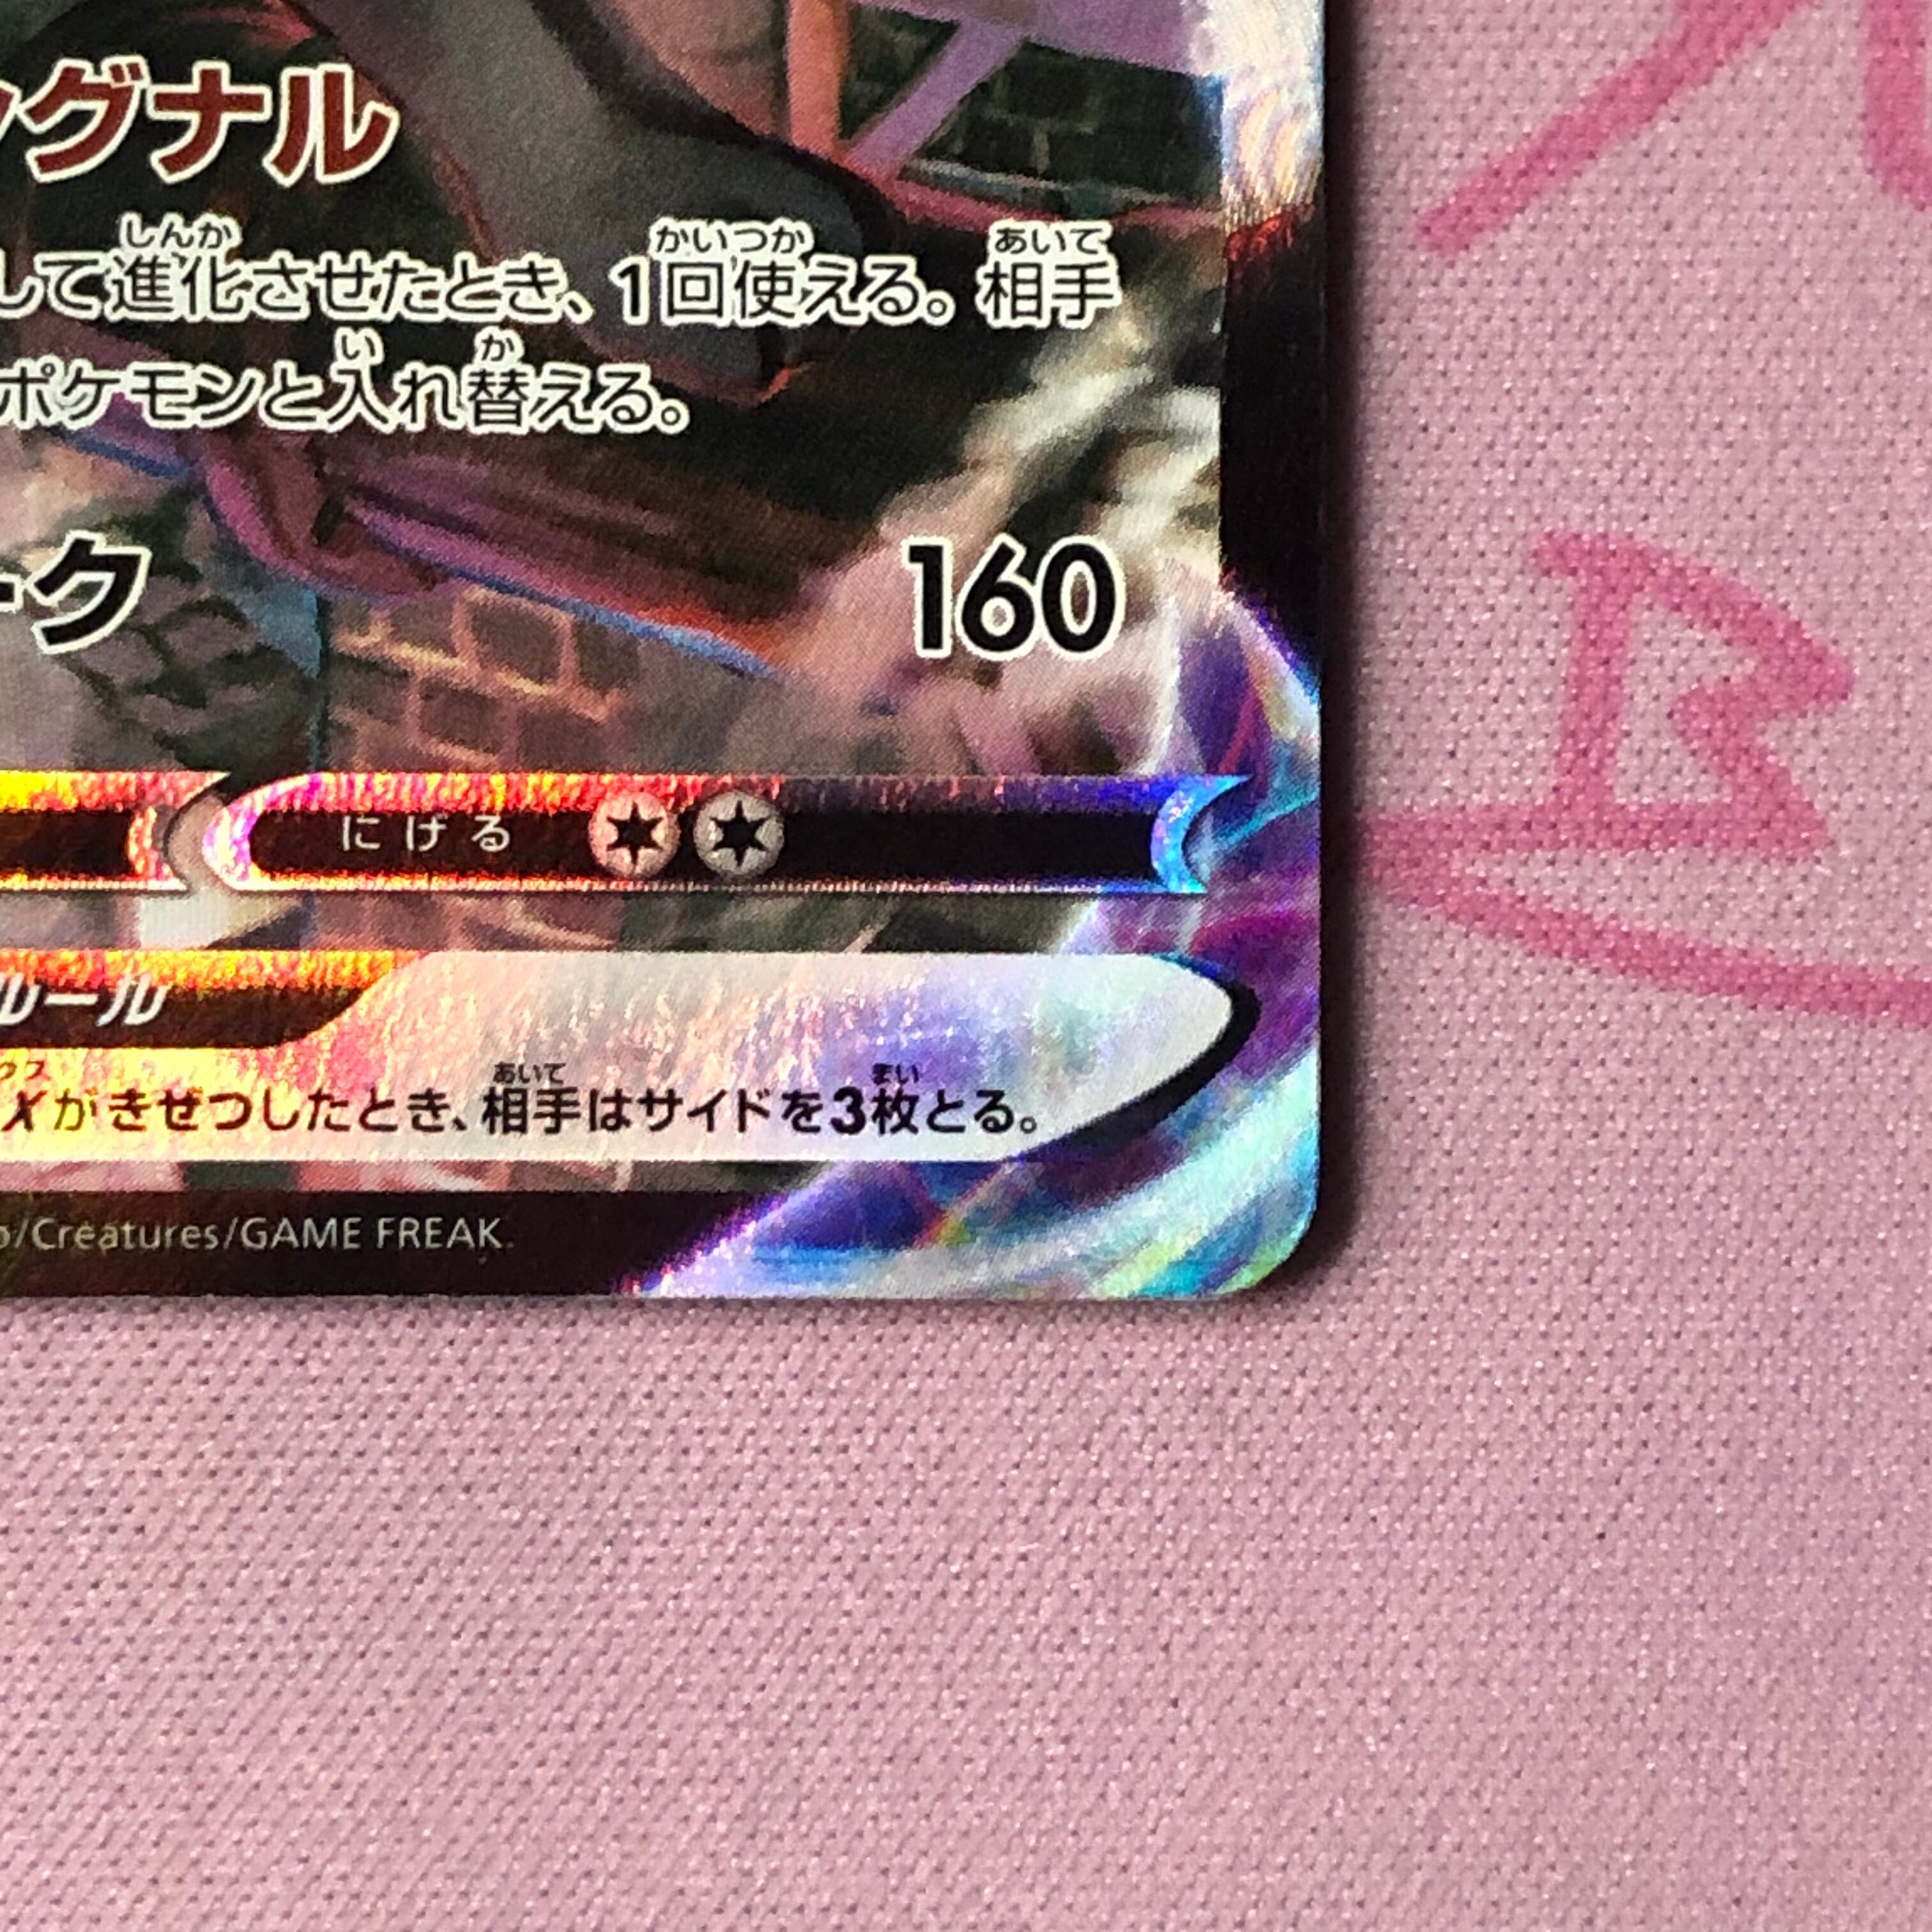 グナル
して進化させたとき、1回使える。相手
ポケモンと入れ替える。
ーク 160
にげる
ルール
Xがきぜつしたとき、相手はサイドを3枚とる。
/Creatures/GAME FREAK.